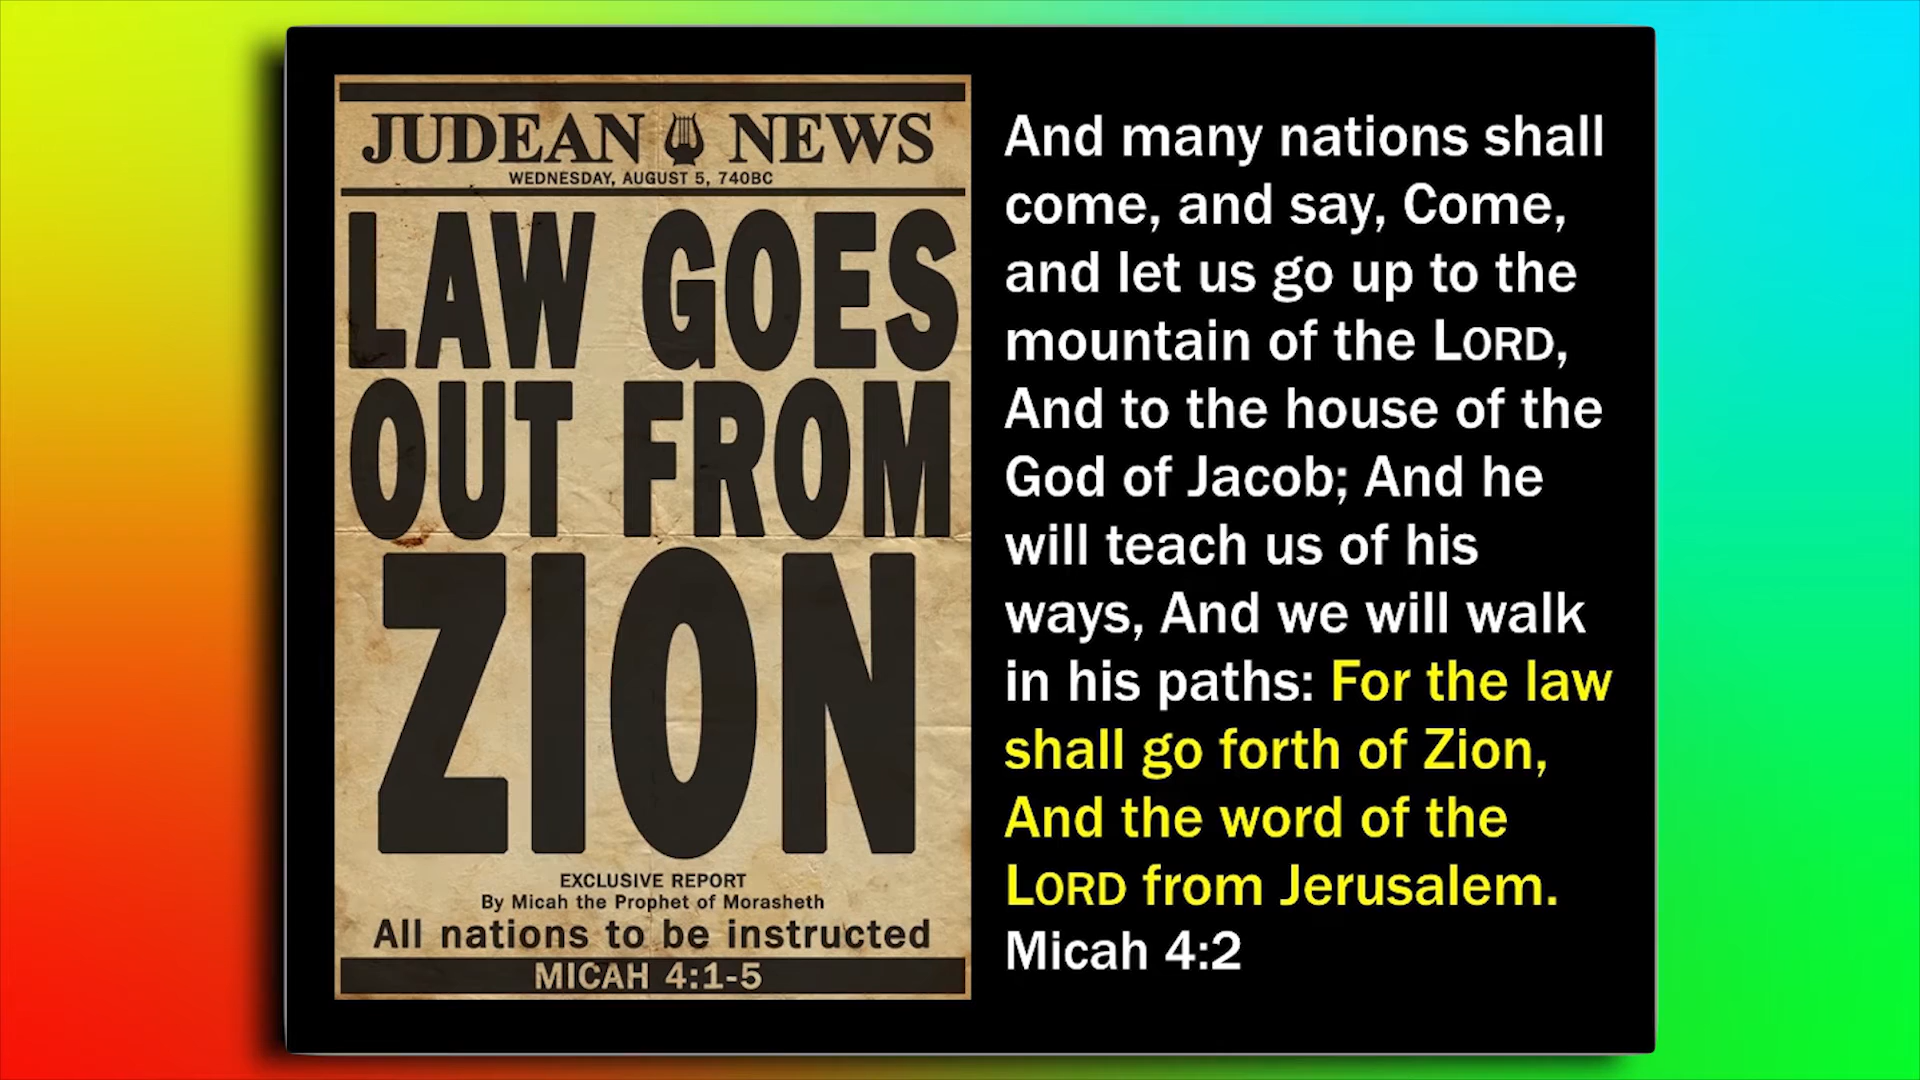 JUDEAN NEWS
WEDNESDAY, AUGUST 5, 740BC
LAW GOES
OUT FROM
ZION
EXCLUSIVE REPORT
By Micah the Prophet of Morasheth
All nations to be instructed
MICAH 4:1-5
And many nations shall
come, and say, Come,
and let us go up to the
mountain of the LORD,
And to the house of the
God of Jacob; And he
will teach us of his
ways, And we will walk
in his paths: For the law
shall go forth of Zion,
And the word of the
LORD from Jerusalem.
Micah 4:2